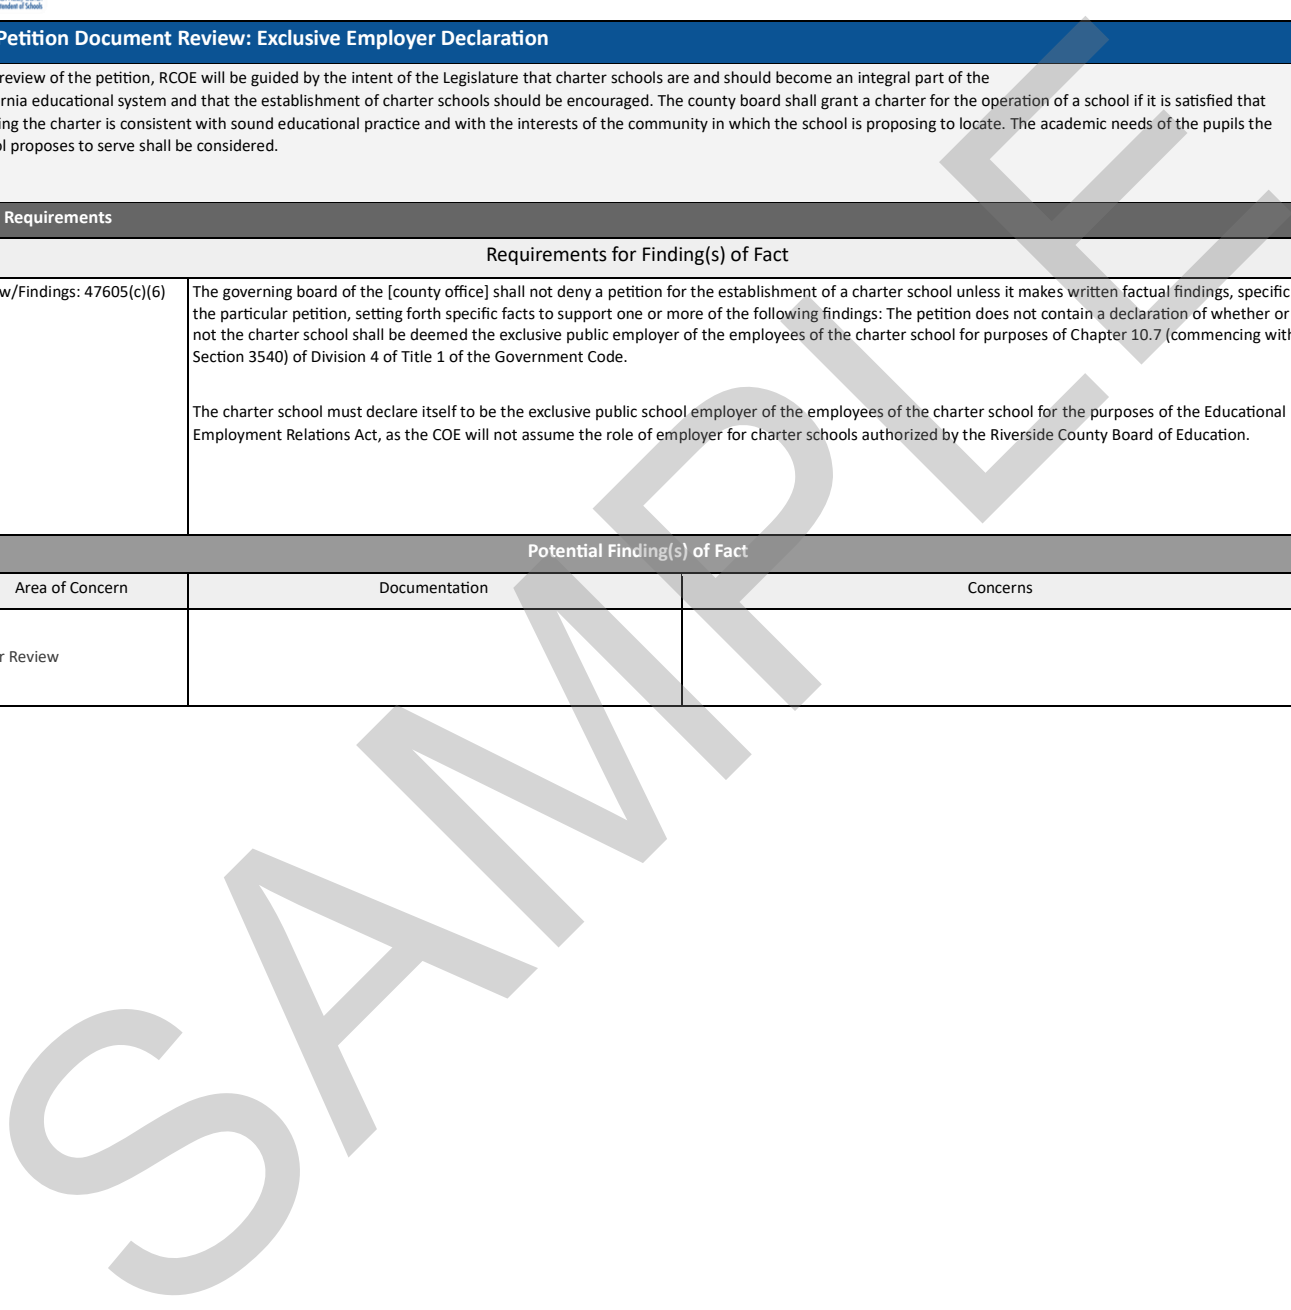 tendent of Schools
Petition Document Review: Exclusive Employer Declaration
review of the petition, RCOE will be guided by the intent of the Legislature that charter schools are and should become an integral part of the
rnia educational system and that the establishment of charter schools should be encouraged. The county board shall grant a charter for the operation of a school if it is satisfied that
ing the charter is consistent with sound educational practice and with the interests of the community in which the school is proposing to locate. The academic needs of the pupils the
ol proposes to serve shall be considered.
Requirements
Requirements for Finding(s) of Fact
w/Findings: 47605(c)(6)
The governing board of the [county office] shall not deny a petition for the establishment of a charter school unless it makes written factual findings, specific
the particular petition, setting forth specific facts to support one or more of the following findings: The petition does not contain a declaration of whether or
not the charter school shall be deemed the exclusive public employer of the employees of the charter school for purposes of Chapter 10.7 (commencing with
Section 3540) of Division 4 of Title 1 of the Government Code.
The charter school must declare itself to be the exclusive public school employer of the employees of the charter school for the purposes of the Educational
Employment Relations Act, as the COE will not assume the role of employer for charter schools authorized by the Riverside County Board of Education.
Potential Finding(s) of Fact
Area of Concern
Documentation
Concerns
r Review
SAMPLE